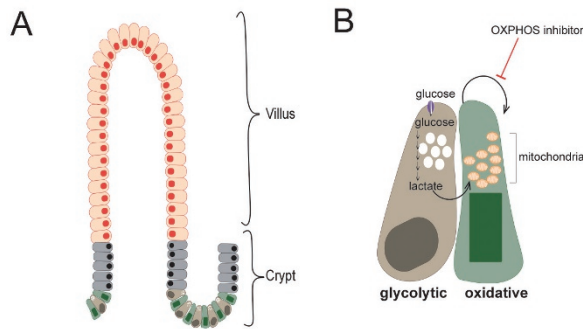 A
Villus
Crypt
B
OXPHOS inhibitor
glucose
glucose
mitochondria
lactate
glycolytic
oxidative